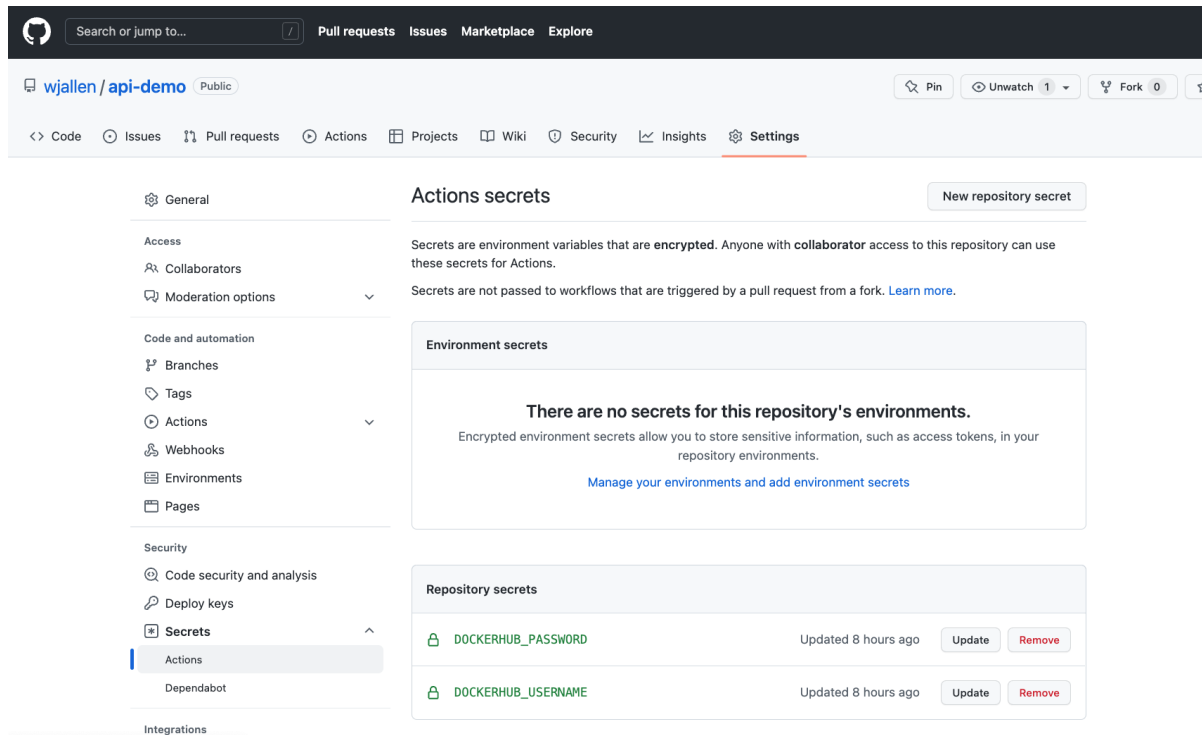 Search or jump to... /
Pull requests Issues Marketplace Explore
wjallen / api-demo Public
Pin Unwatch 1 Fork 0
Code Issues Pull requests Actions Projects Wiki Security Insights Settings
General
Access
Collaborators
Moderation options
Code and automation
Branches
Tags
Actions
Webhooks
Environments
Pages
Security
Code security and analysis
Deploy keys
Secrets
Actions
Dependabot
Integrations
Actions secrets
New repository secret
Secrets are environment variables that are encrypted. Anyone with collaborator access to this repository can use
these secrets for Actions.
Secrets are not passed to workflows that are triggered by a pull request from a fork. Learn more.
Environment secrets
There are no secrets for this repository's environments.
Encrypted environment secrets allow you to store sensitive information, such as access tokens, in your
repository environments.
Manage your environments and add environment secrets
Repository secrets
DOCKERHUB_PASSWORD Updated 8 hours ago Update Remove
DOCKERHUB_USERNAME Updated 8 hours ago Update Remove